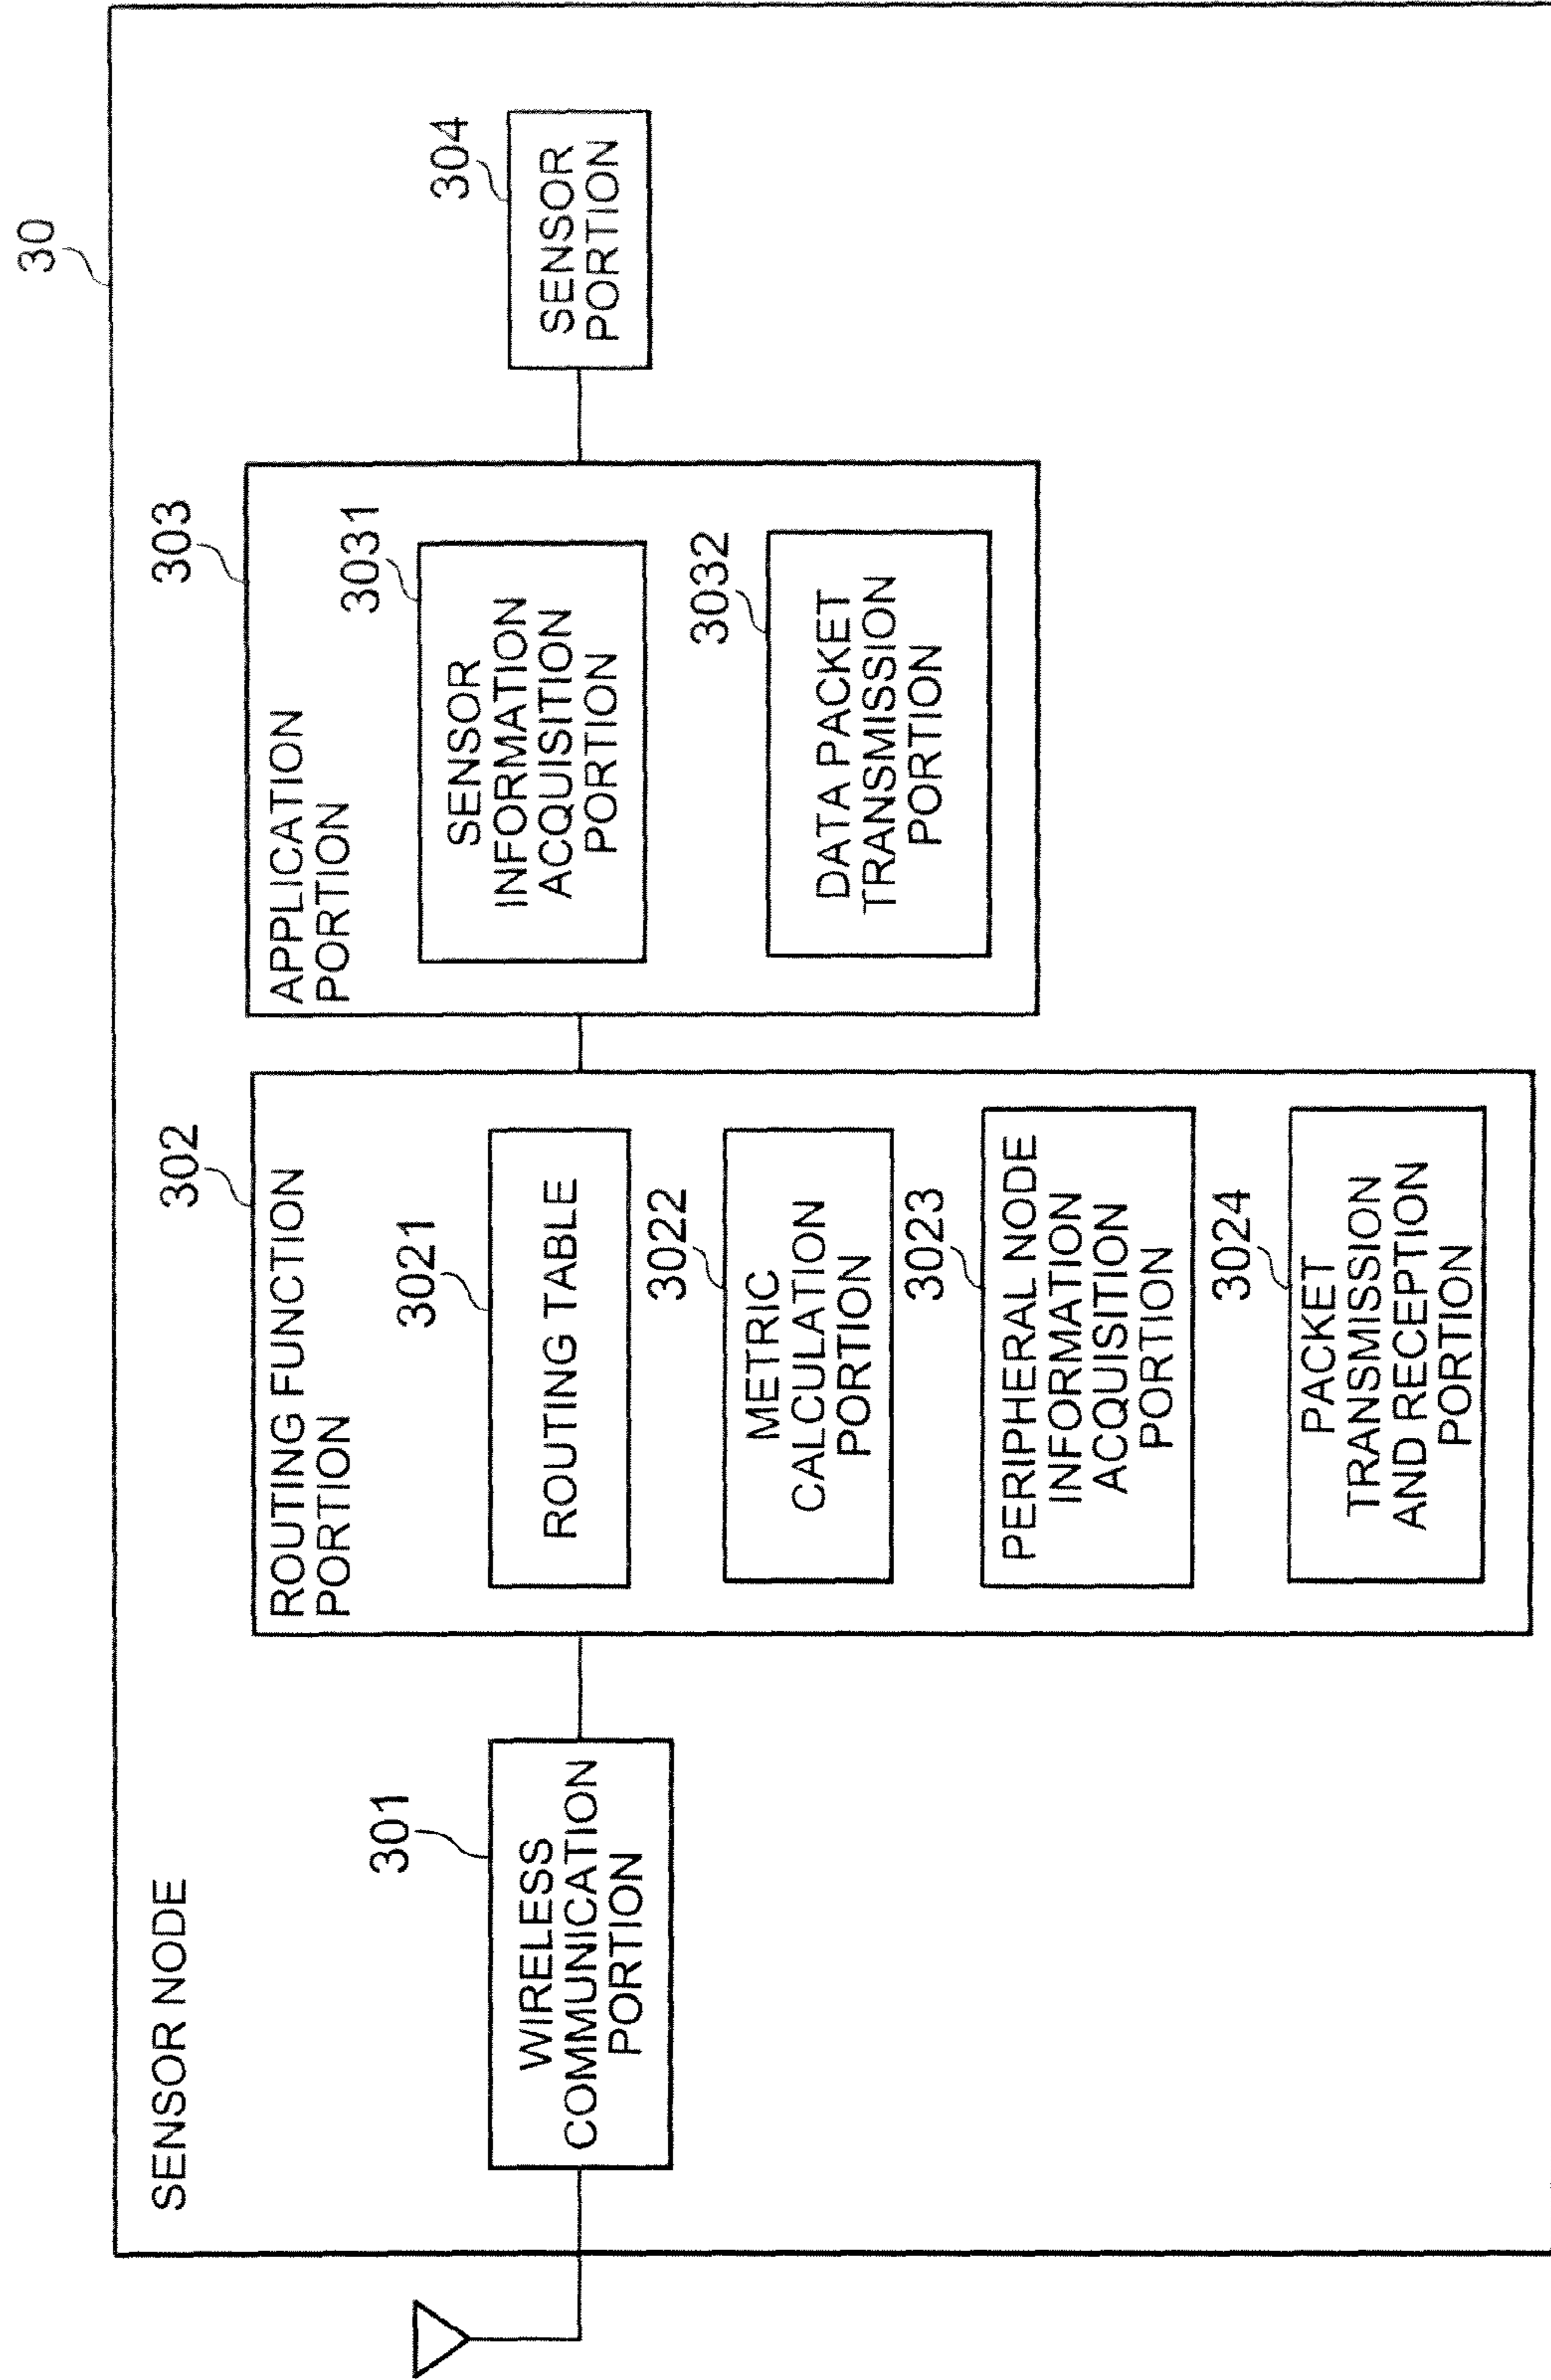 30
SENSOR NODE
301
WIRELESS
COMMUNICATION
PORTION
302
ROUTING FUNCTION
PORTION
3021
ROUTING TABLE
3022
METRIC
CALCULATION
PORTION
3023
PERIPHERAL NODE
INFORMATION
ACQUISITION
PORTION
3024
PACKET
TRANSMISSION
AND RECEPTION
PORTION
303
APPLICATION
PORTION
3031
SENSOR
INFORMATION
ACQUISITION
PORTION
3032
DATA PACKET
TRANSMISSION
PORTION
304
SENSOR
PORTION